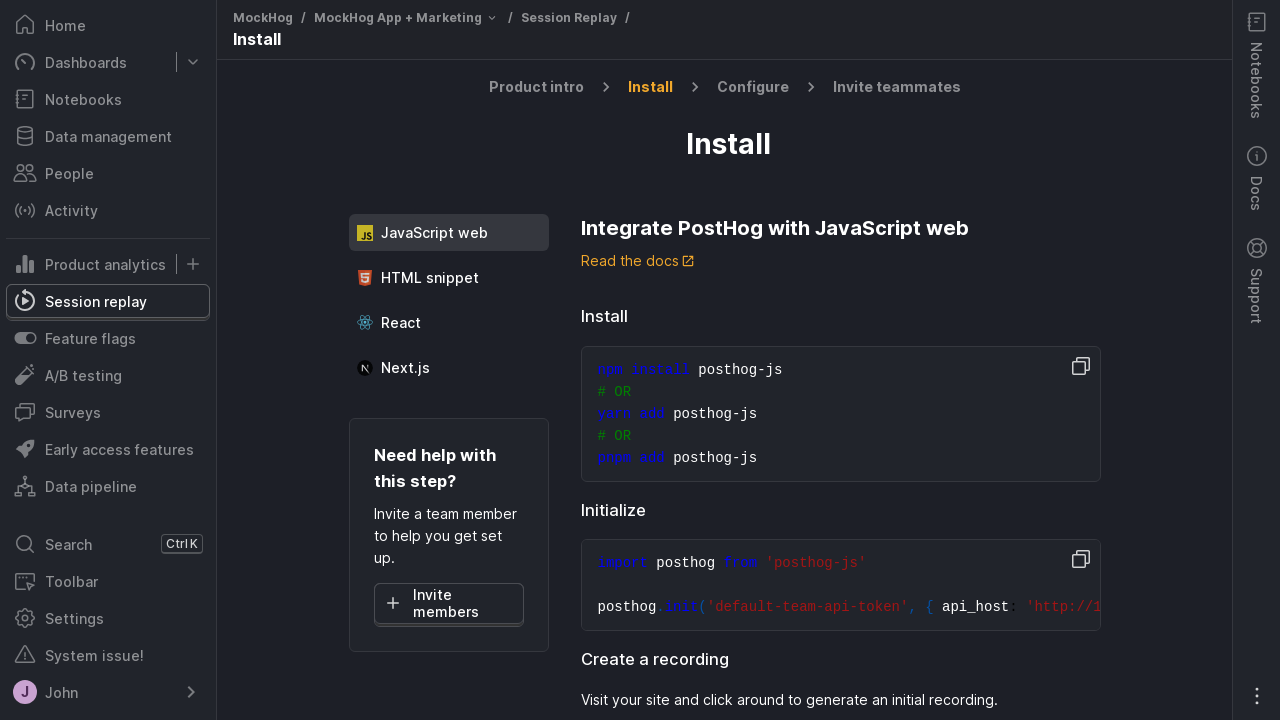 Home
Dashboards
Notebooks
Data management
People
Activity
Product analytics
Session replay
Feature flags
A/B testing
Surveys
Early access features
Data pipeline
Search
Ctrl K
Toolbar
Settings
System issue!
J
John
MockHog / MockHog App + Marketing / Session Replay /
Install
Product intro
Install
Configure
Invite teammates
Install
JS
JavaScript web
HTML snippet
React
N
Next.js
Need help with
this step?
Invite a team member
to help you get set
up.
Invite
members
Integrate PostHog with JavaScript web
Read the docs
Install
npm install posthog-js
# OR
yarn add posthog-js
# OR
pnpm add posthog-js
Initialize
import posthog from 'posthog-js'
posthog.init('default-team-api-token', { api_host: 'http://1
Create a recording
Visit your site and click around to generate an initial recording.
Notebooks
Docs
Support